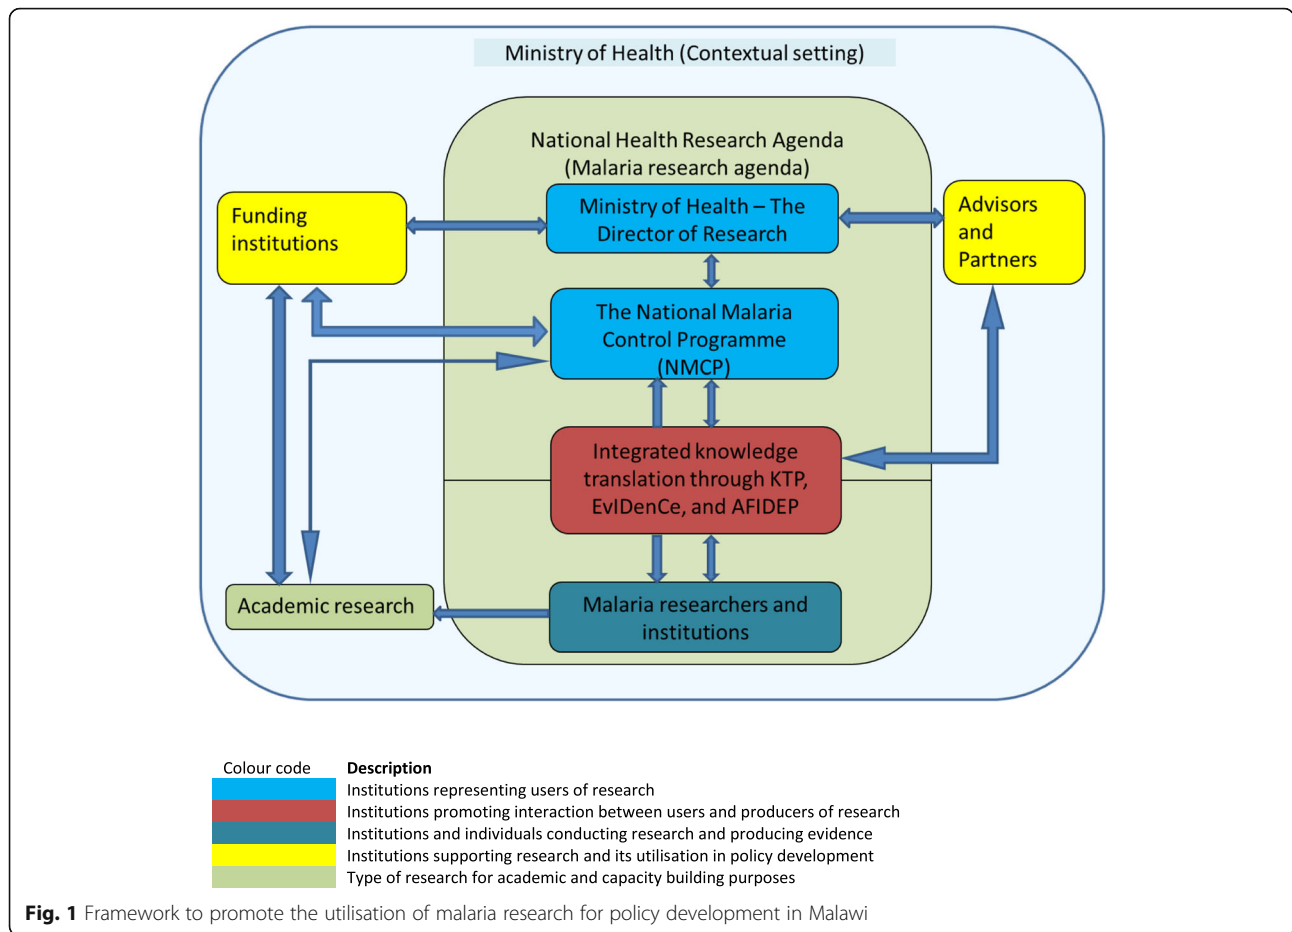 Ministry of Health (Contextual setting)
National Health Research Agenda
(Malaria research agenda)
Funding
institutions
Ministry of Health – The
Director of Research
Advisors
and
Partners
The National Malaria
Control Programme
(NMCP)
Integrated knowledge
translation through KTP,
EvIDenCe, and AFIDEP
Academic research
Malaria researchers and
institutions
Colour code Description
Institutions representing users of research
Institutions promoting interaction between users and producers of research
Institutions and individuals conducting research and producing evidence
Institutions supporting research and its utilisation in policy development
Type of research for academic and capacity building purposes
Fig. 1 Framework to promote the utilisation of malaria research for policy development in Malawi